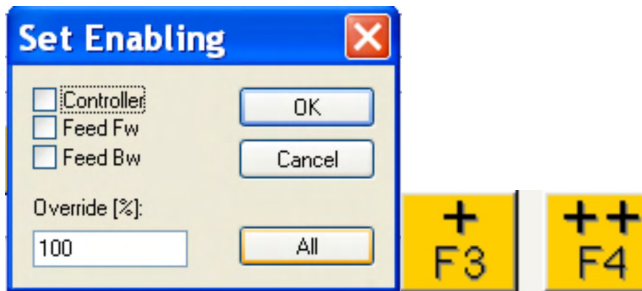 Set Enabling
Controller
OK
Feed Fw
Feed Bw
Cancel
Override [%]:
100
All
+
F3
++
F4